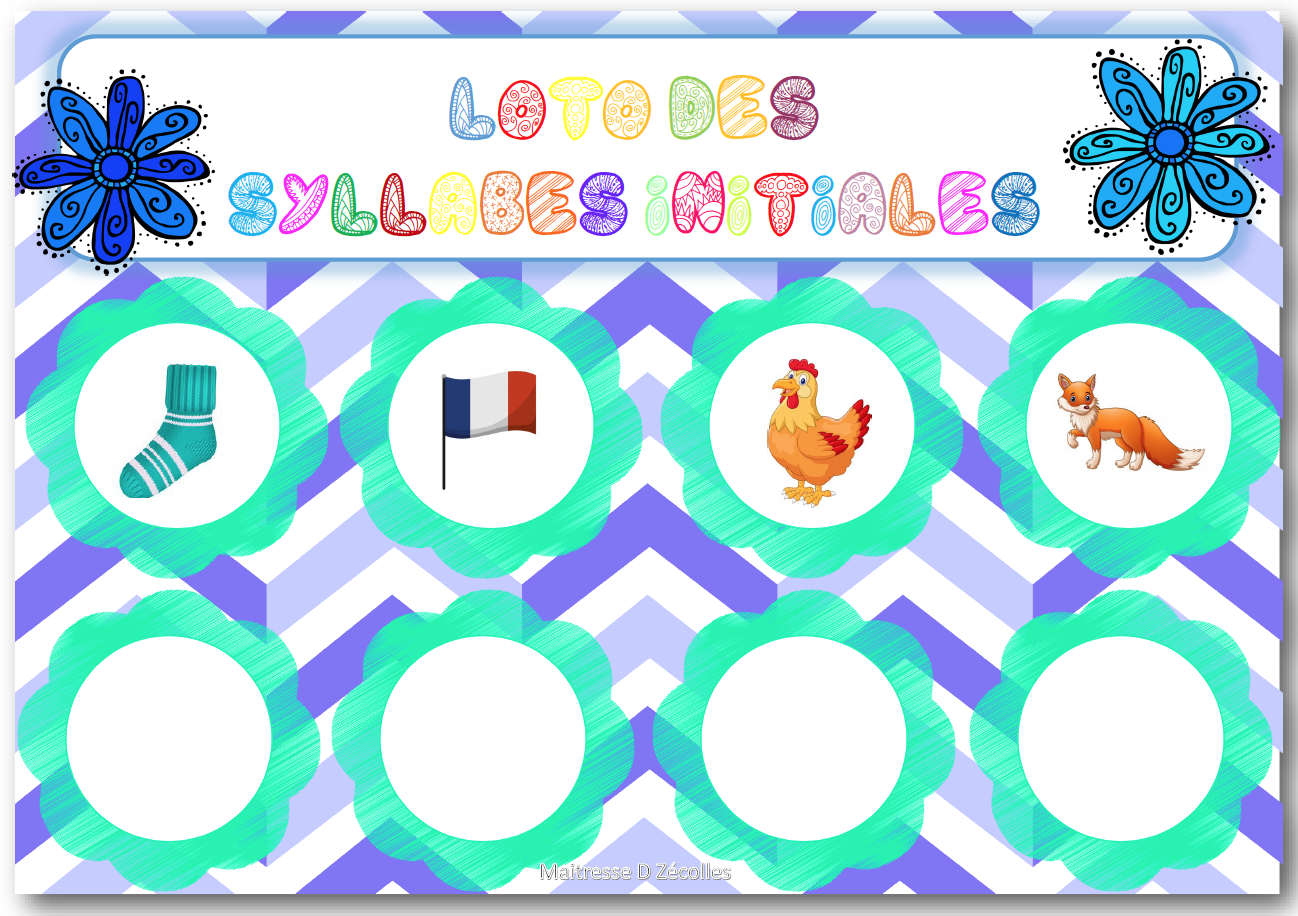 LOTO DES
SYLLABES iNiTiALES
Maitresse D Zécolles